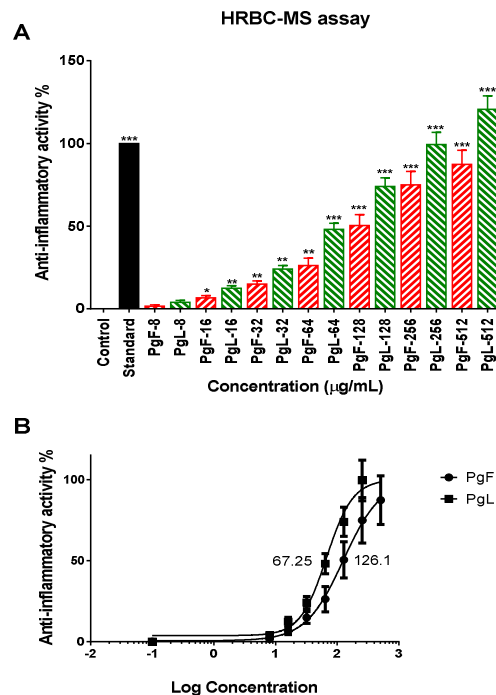 HRBC-MS assay
A
Anti-inflammatory activity %
150
100
50
0
***
*
**
**
**
**
***
***
***
***
***
***
***
Control
Standard
PgF-8
PgL-8
PgF-16
PgL-16
PgF-32
PgL-32
PgF-64
PgL-64
PgF-128
PgL-128
PgF-266
PgL-266
PgF-512
PgL-512
Concentration (µg/mL)
B
Anti-inflammatory activity %
100
50
0
67.25
126.1
PgF
PgL
-2
-1
0
1
2
3
Log Concentration